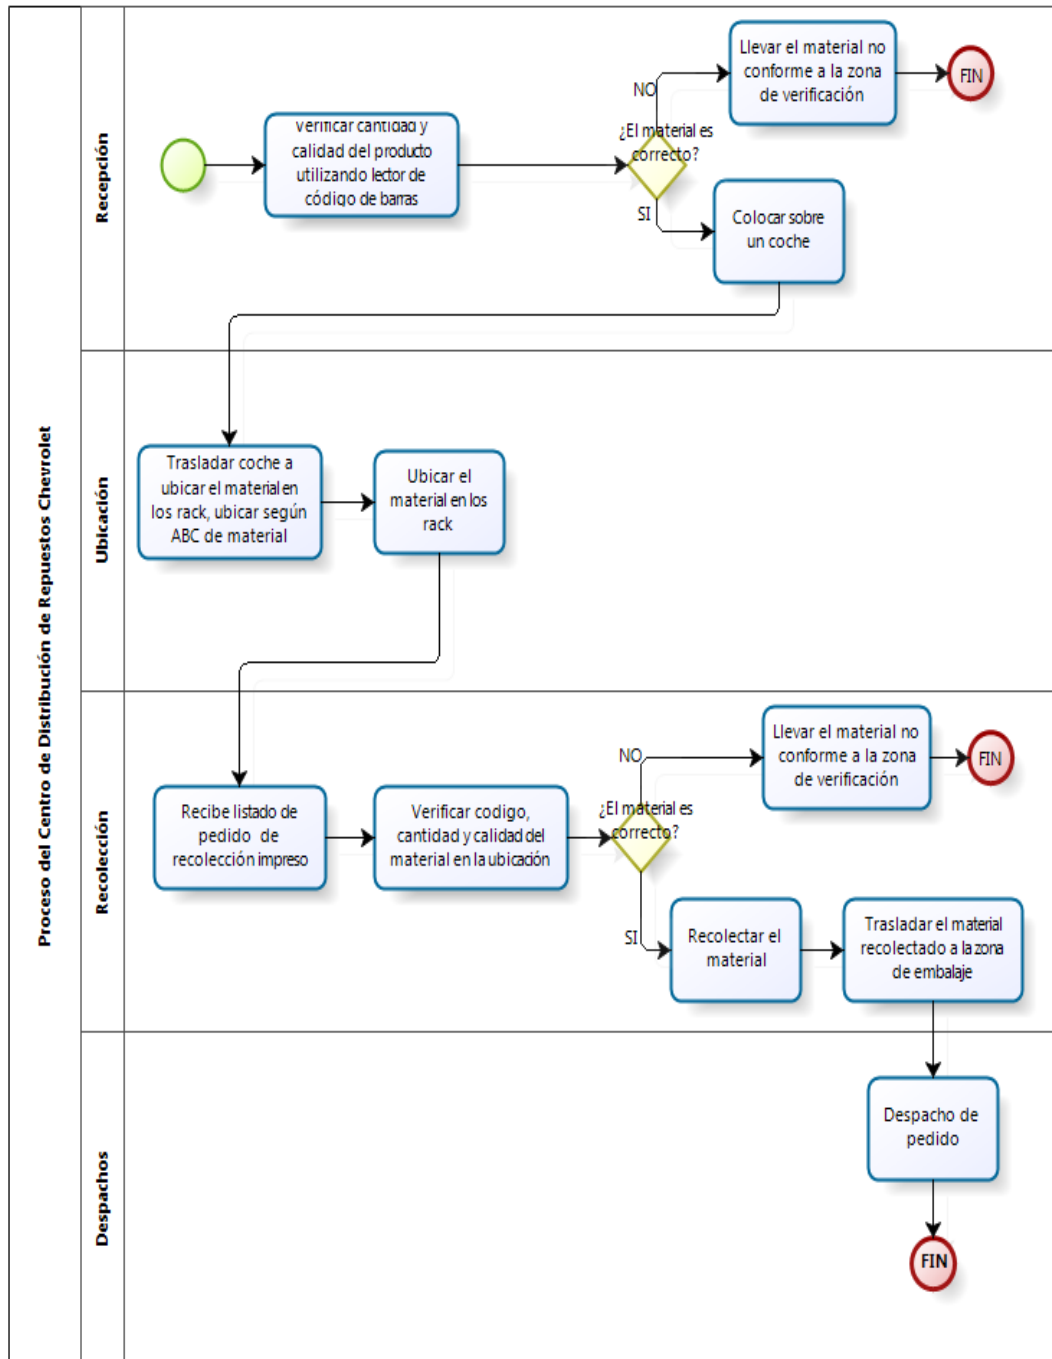 Proceso del Centro de Distribución de Repuestos Chevrolet
Recepción
Verificar cantidad y
calidad del producto
utilizando lector de
código de barras
¿El material es
correcto?
NO
Llevar el material no
conforme a la zona
de verificación
FIN
SI
Colocar sobre
un coche
Ubicación
Trasladar coche a
ubicar el material en
los rack, ubicar según
ABC de material
Ubicar el
material en los
rack
Recolección
Recibe listado de
pedido de
recolección impreso
Verificar codigo,
cantidad y calidad del
material en la ubicación
¿El material es
correcto?
NO
Llevar el material no
conforme a la zona
de verificación
FIN
SI
Recolectar el
material
Trasladar el material
recolectado a la zona
de embalaje
Despachos
Despacho de
pedido
FIN